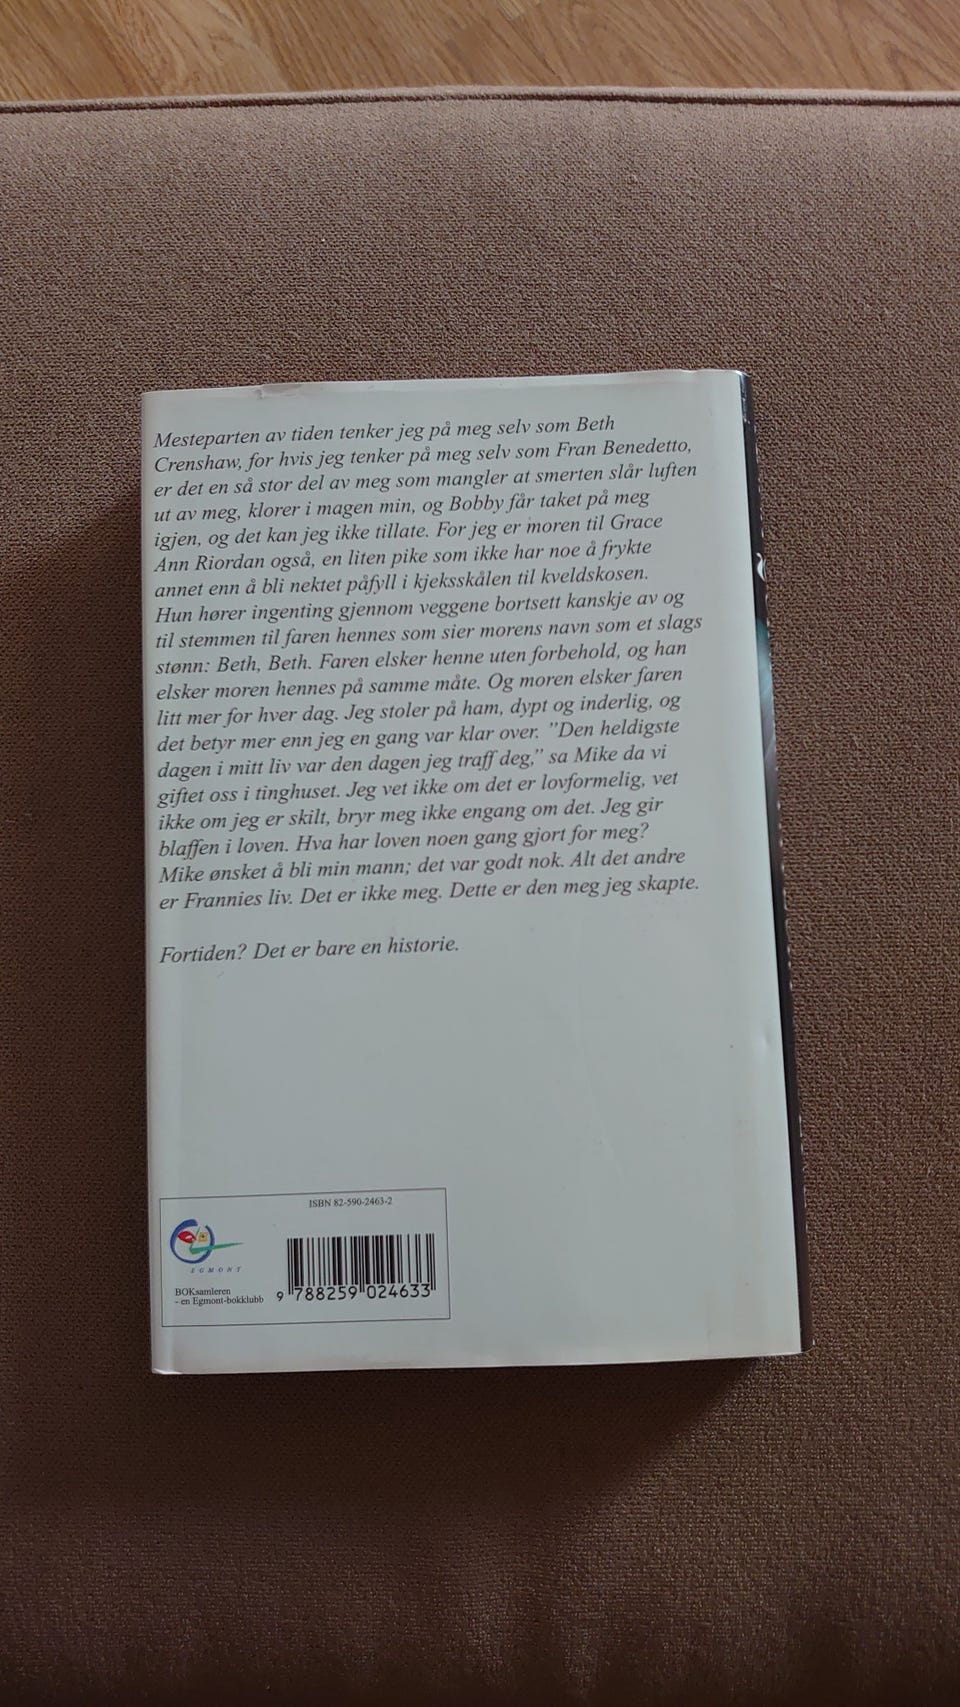 Mesteparten av tiden tenker jeg på meg selv som Beth
Crenshaw, for hvis jeg tenker på meg selv som Fran Benedetto,
er det en så stor del av meg som mangler at smerten slår luften
ut av meg, klorer i magen min, og Bobby får taket på meg
igjen, og det kan jeg ikke tillate. For jeg er moren til Grace
Ann Riordan også, en liten pike som ikke har noe å frykte
annet enn å bli nektet påfyll i kjeksskålen til kveldskosen.
Hun hører ingenting gjennom veggene bortsett kanskje av og
til stemmen til faren hennes som sier morens navn som et slags
stønn: Beth, Beth. Faren elsker henne uten forbehold, og han
elsker moren hennes på samme måte. Og moren elsker faren
litt mer for hver dag. Jeg stoler på ham, dypt og inderlig, og
det betyr mer enn jeg en gang var klar over. ”Den heldigste
dagen i mitt liv var den dagen jeg traff deg,” sa Mike da vi
giftet oss i tinghuset. Jeg vet ikke om det er lovformelig, vet
ikke om jeg er skilt, bryr meg ikke engang om det. Jeg gir
blaffen i loven. Hva har loven noen gang gjort for meg?
Mike ønsket å bli min mann; det var godt nok. Alt det andre
er Frannies liv. Det er ikke meg. Dette er den meg jeg skapte.
Fortiden? Det er bare en historie.
ISBN 82-590-2463-2
EGMONT
BOKsamleren
- en Egmont-bokklubb
9 788259 024633